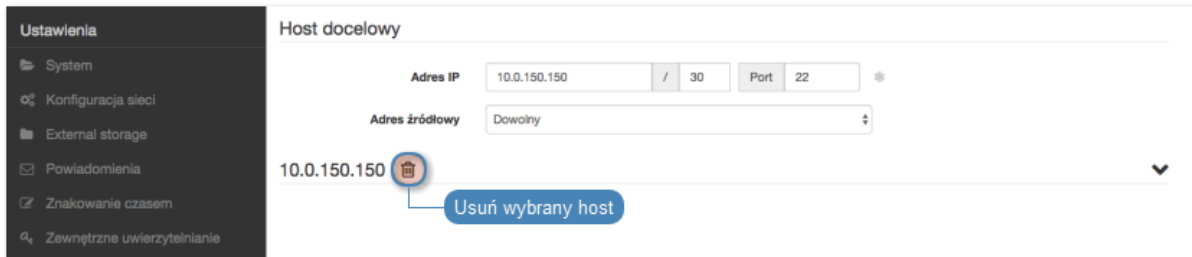 Ustawienia
System
Konfiguracja sieci
External storage
Powiadomienia
Znakowanie czasem
Zewnętrzne uwierzytelnianie
Host docelowy
Adres IP 10.0.150.150 / 30 Port 22
Adres źródłowy Dowolny
10.0.150.150
Usuń wybrany host